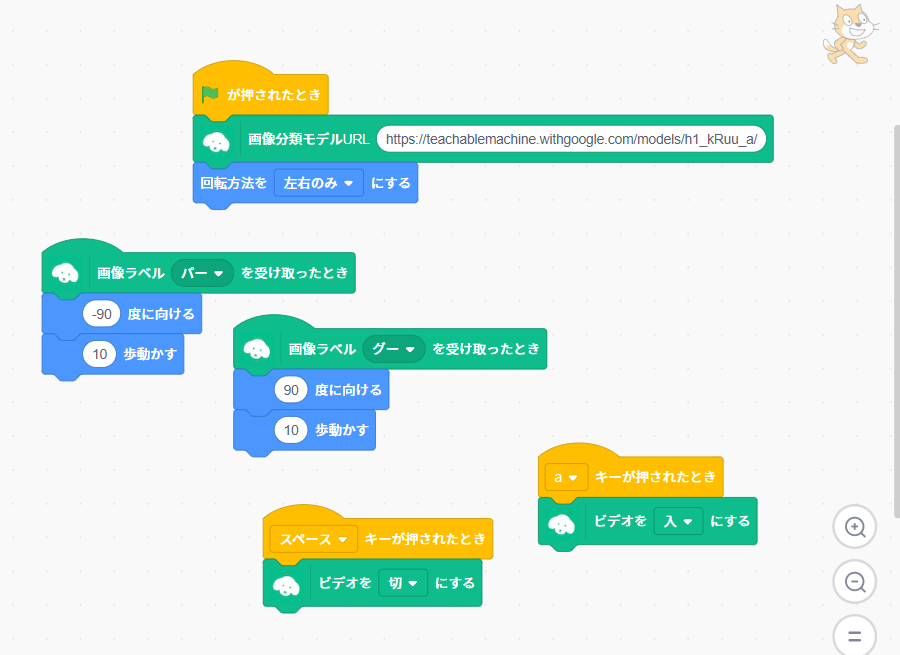 が押されたとき
画像分類モデルURL https://teachablemachine.withgoogle.com/models/h1_kRuu_a/
回転方法を 左右のみ にする
画像ラベル パー を受け取ったとき
-90 度に向ける
10 歩動かす
画像ラベル グー を受け取ったとき
90 度に向ける
10 歩動かす
a キーが押されたとき
ビデオを 入 にする
スペース キーが押されたとき
ビデオを 切 にする